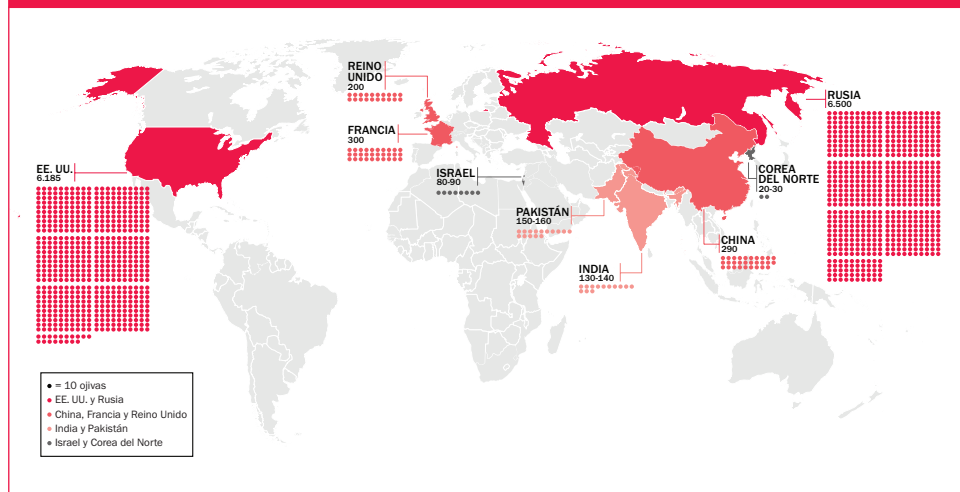 REINO
UNIDO
200
FRANCIA
300
EE. UU.
6.185
ISRAEL
80-90
PAKISTÁN
150-160
INDIA
130-140
RUSIA
6.500
COREA
DEL NORTE
20-30
CHINA
290
= 10 ojivas
EE. UU. y Rusia
China, Francia y Reino Unido
India y Pakistán
Israel y Corea del Norte